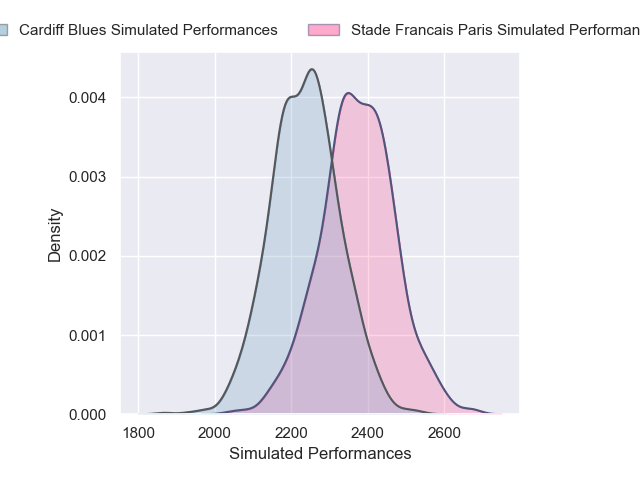 Cardiff Blues Simulated Performances Stade Francais Paris Simulated Performan
0.004
0.003
0.002
0.001
0.000
Density
1800 2000 2200 2400 2600
Simulated Performances